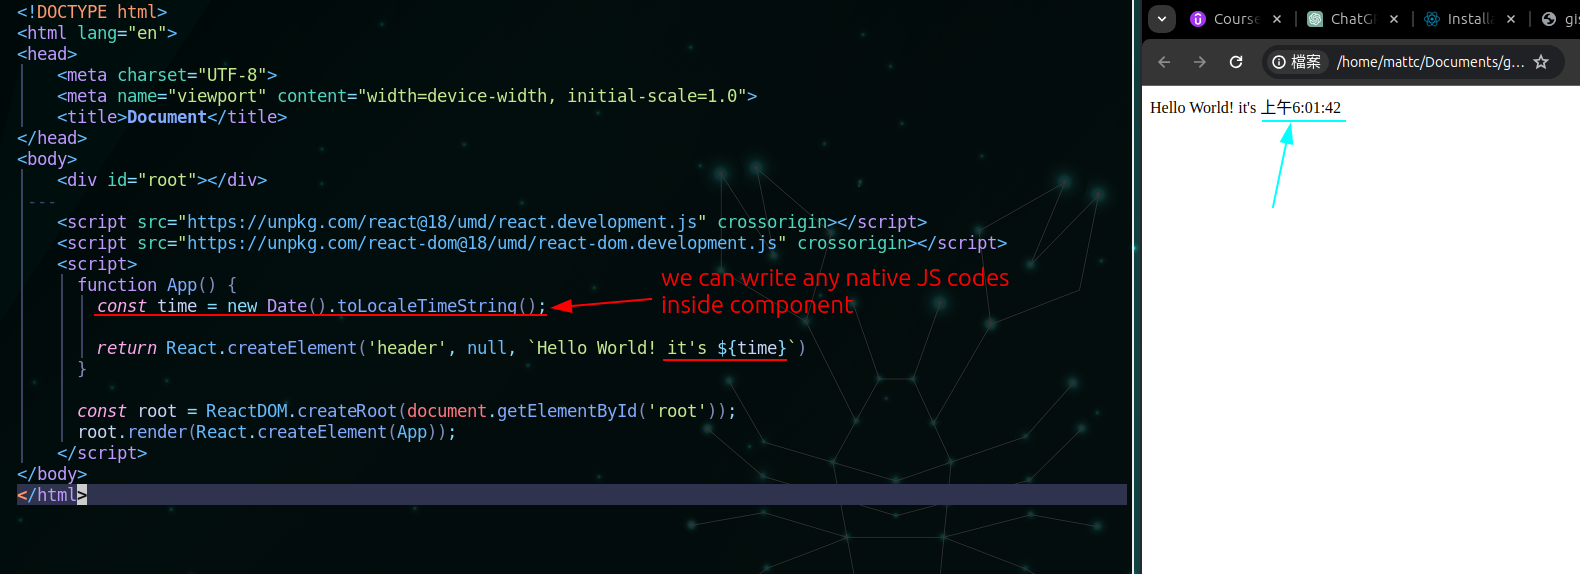 <!DOCTYPE html>
<html lang="en">
<head>
<meta charset="UTF-8">
<meta name="viewport" content="width=device-width, initial-scale=1.0">
<title>Document</title>
</head>
<body>
<div id="root"></div>
---
<script src="https://unpkg.com/react@18/umd/react.development.js" crossorigin></script>
<script src="https://unpkg.com/react-dom@18/umd/react-dom.development.js" crossorigin></script>
<script>
function App() {
const time = new Date().toLocaleTimeString();
we can write any native JS codes
inside component
return React.createElement('header', null, `Hello World! it's ${time}`)
}
const root = ReactDOM.createRoot(document.getElementById('root'));
root.render(React.createElement(App));
</script>
</body>
</html>
Course
ChatG
Install
gi
檔案 /home/mattc/Documents/g...
Hello World! it's 上午6:01:42